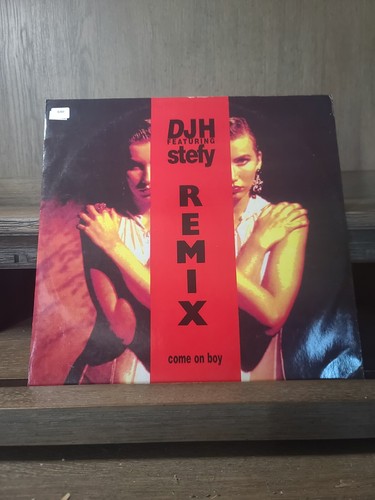 DJH
FEATURING
stefy
REMIX
come on boy